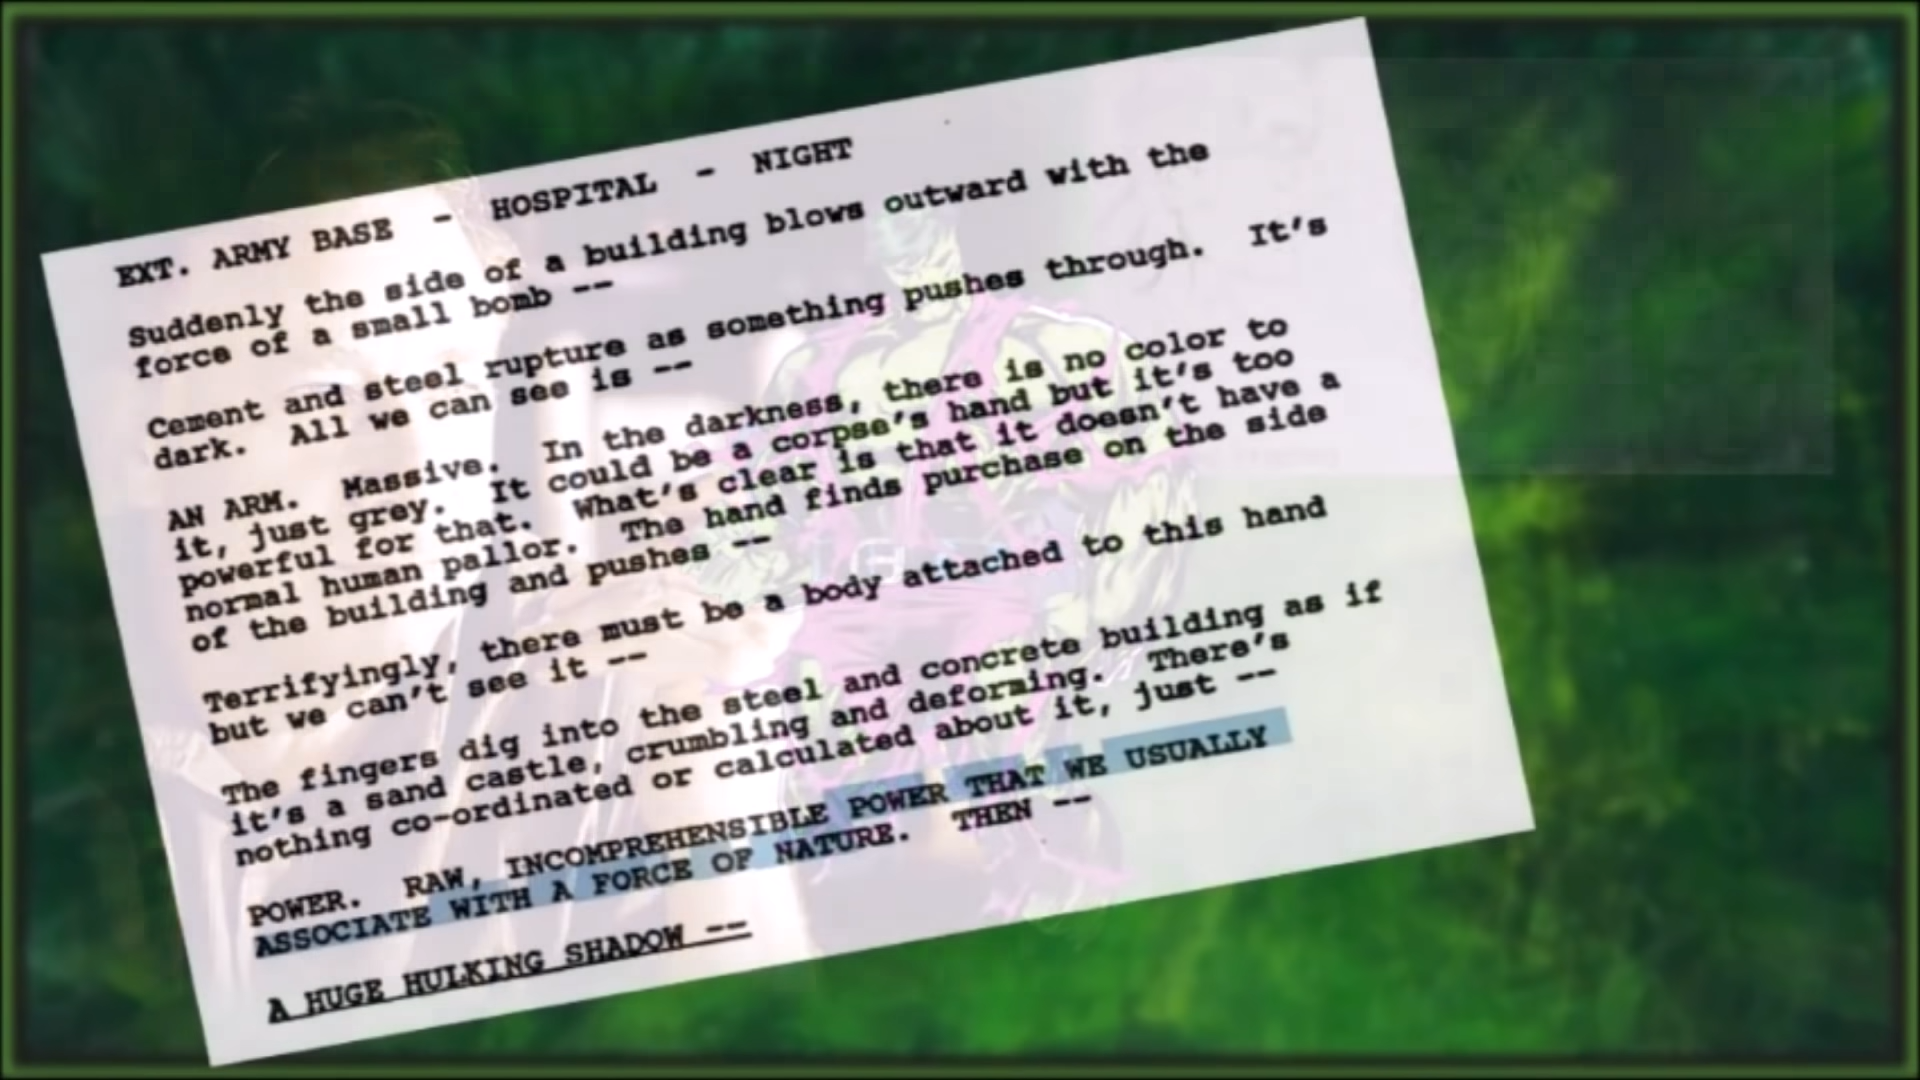 EXT. ARMY BASE - HOSPITAL - NIGHT
Suddenly the side of a building blows outward with the
force of a small bomb --
Cement and steel rupture as something pushes through. It's
dark. All we can see is --
AN ARM. Massive. In the darkness, there is no color to
it, just grey. It could be a corpse's hand but it's too
powerful for that. What's clear is that it doesn't have a
normal human pallor. The hand finds purchase on the side
of the building and pushes --
Terrifyingly, there must be a body attached to this hand
but we can't see it --
The fingers dig into the steel and concrete building as if
it's a sand castle, crumbling and deforming. There's
nothing co-ordinated or calculated about it, just --
POWER. RAW, INCOMPREHENSIBLE POWER THAT WE USUALLY
ASSOCIATE WITH A FORCE OF NATURE. THEN --
A HUGE HULKING SHADOW --